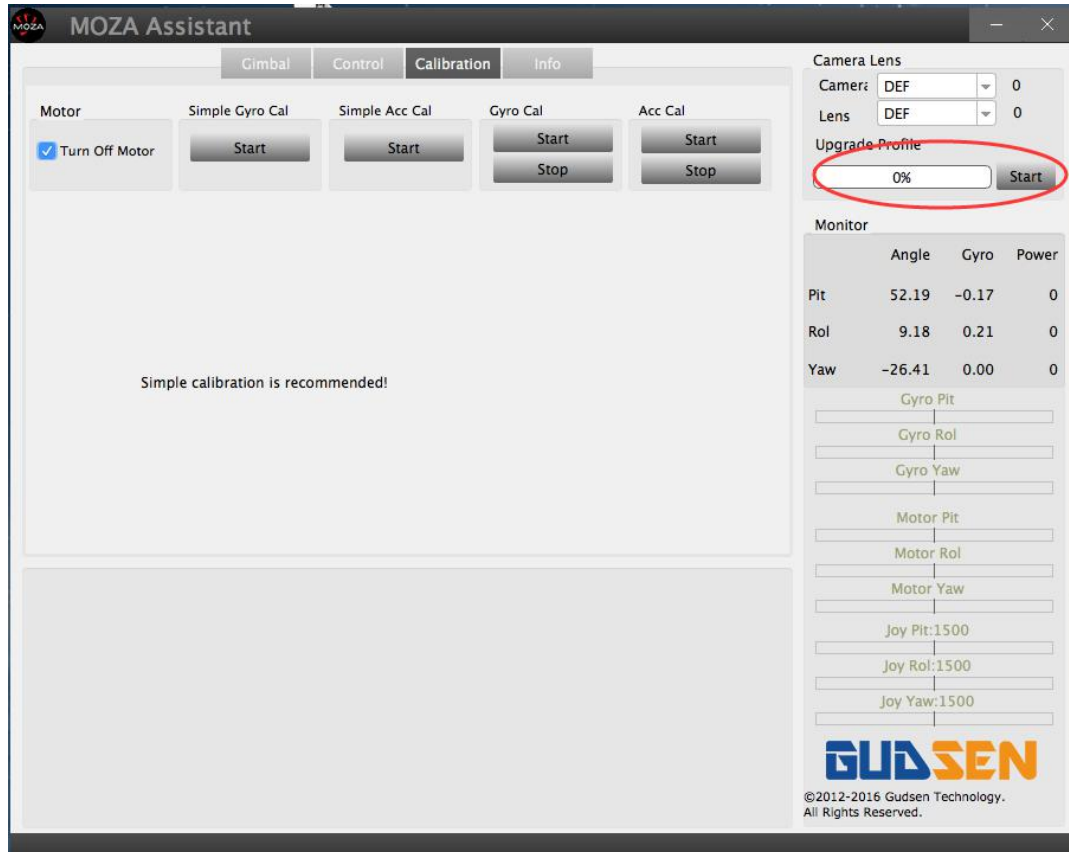 MOZA MOZA Assistant
Gimbal Control Calibration Info
Motor Simple Gyro Cal Simple Acc Cal Gyro Cal Acc Cal
Turn Off Motor Start Start Start Start
Stop Stop
Simple calibration is recommended!
Camera Lens
Camera DEF 0
Lens DEF 0
Upgrade Profile
0% Start
Monitor
Angle Gyro Power
Pit 52.19 -0.17 0
Rol 9.18 0.21 0
Yaw -26.41 0.00 0
Gyro Pit
Gyro Rol
Gyro Yaw
Motor Pit
Motor Rol
Motor Yaw
Joy Pit:1500
Joy Rol:1500
Joy Yaw:1500
GUDSEN
©2012-2016 Gudsen Technology.
All Rights Reserved.